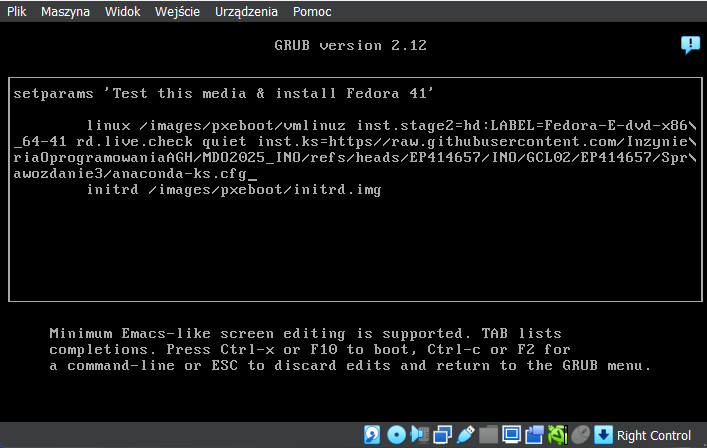 Plik Maszyna Widok Wejście Urządzenia Pomoc
GRUB version 2.12
setparams 'Test this media & install Fedora 41'
linux /images/pxeboot/vmlinuz inst.stage2=hd:LABEL=Fedora-E-dvd-x86\
_64-41 rd.live.check quiet inst.ks=https//raw.githubusercontent.com/Inzynie\
riaOprogramowaniaAGH/MDO2025_INO/refs/heads/EP414657/INO/GCL02/EP414657/Spr\
awozdanie3/anaconda-ks.cfg_
initrd /images/pxeboot/initrd.img
Minimum Emacs-like screen editing is supported. TAB lists
completions. Press Ctrl-x or F10 to boot, Ctrl-c or F2 for
a command-line or ESC to discard edits and return to the GRUB menu.
Right Control